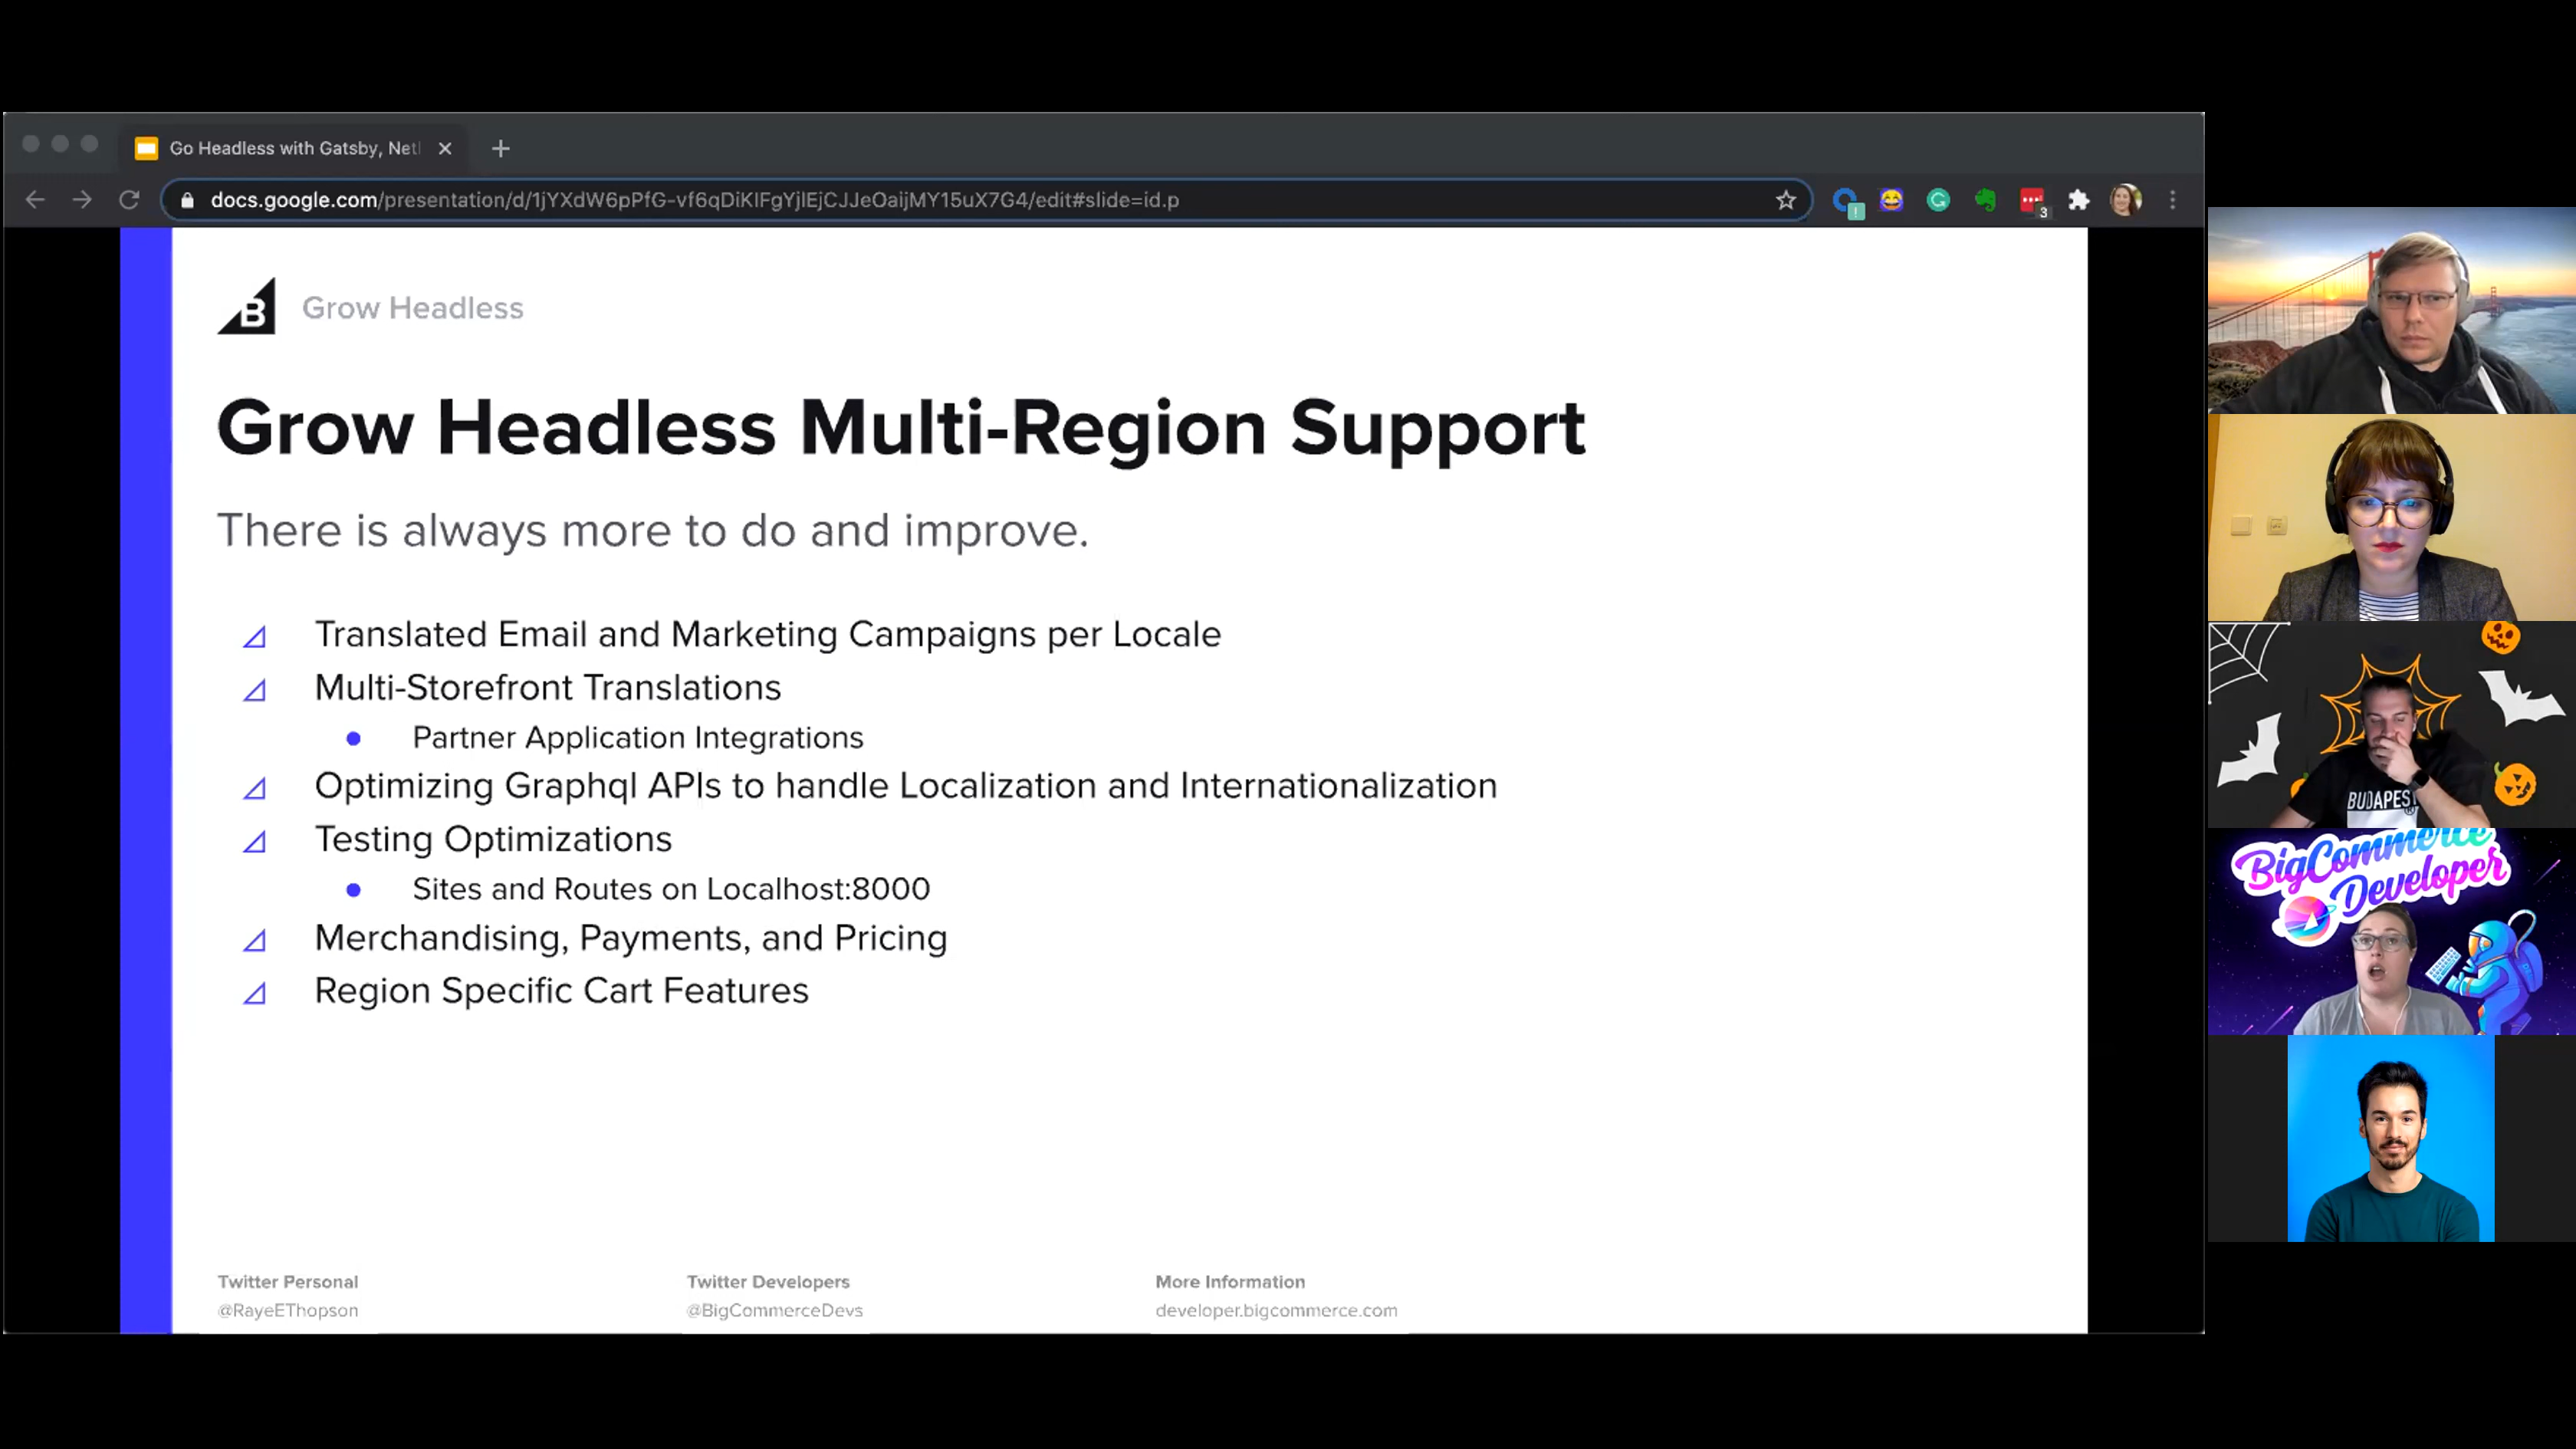 Go Headless with Gatsby, Netl
docs.google.com/presentation/d/1jYXdW6pPfG-vf6qDiKIFgYjlEjCJJeOaijMY15uX7G4/edit#slide=id.p
3
B
Grow Headless
Grow Headless Multi-Region Support
There is always more to do and improve.
Translated Email and Marketing Campaigns per Locale
Multi-Storefront Translations
Partner Application Integrations
Optimizing Graphql APIs to handle Localization and Internationalization
Testing Optimizations
Sites and Routes on Localhost:8000
Merchandising, Payments, and Pricing
Region Specific Cart Features
Twitter Personal
@RayeEThopson
Twitter Developers
@BigCommerceDevs
More Information
developer.bigcommerce.com
BUDAPEST
BigCommerce
Developer